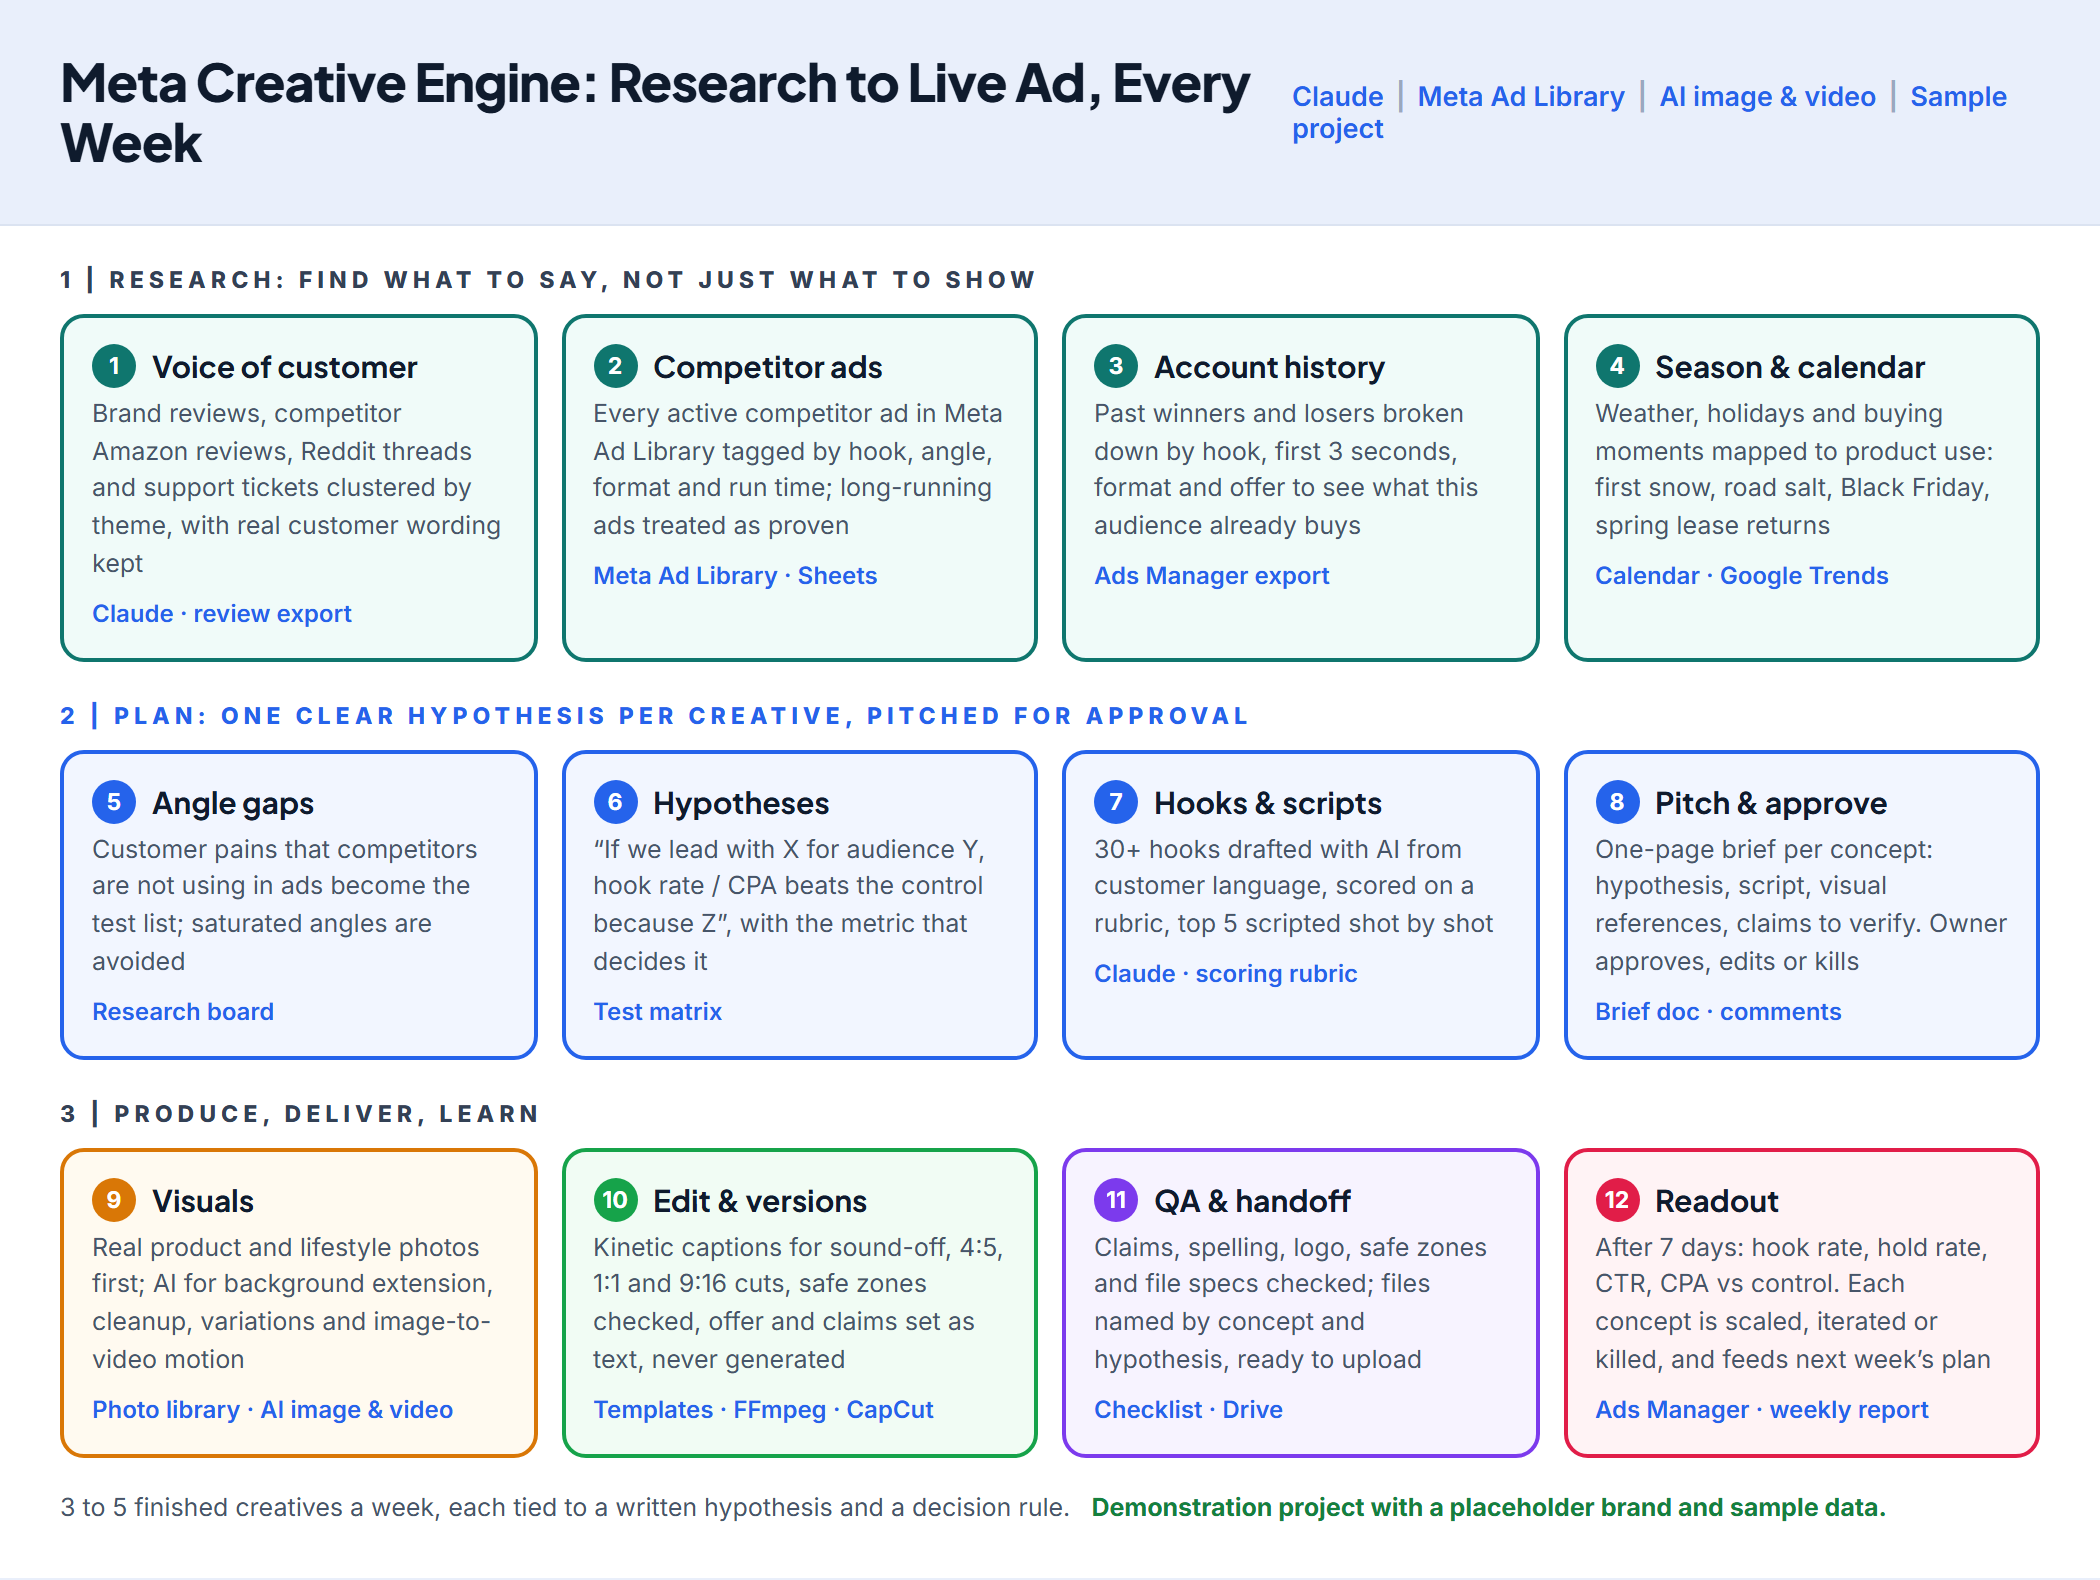 Meta Creative Engine: Research to Live Ad, Every
Week
Claude | Meta Ad Library | AI image & video | Sample
project
1 | RESEARCH: FIND WHAT TO SAY, NOT JUST WHAT TO SHOW
1 Voice of customer
Brand reviews, competitor
Amazon reviews, Reddit threads
and support tickets clustered by
theme, with real customer wording
kept
Claude · review export
2 Competitor ads
Every active competitor ad in Meta
Ad Library tagged by hook, angle,
format and run time; long-running
ads treated as proven
Meta Ad Library · Sheets
3 Account history
Past winners and losers broken
down by hook, first 3 seconds,
format and offer to see what this
audience already buys
Ads Manager export
4 Season & calendar
Weather, holidays and buying
moments mapped to product use:
first snow, road salt, Black Friday,
spring lease returns
Calendar · Google Trends
2 | PLAN: ONE CLEAR HYPOTHESIS PER CREATIVE, PITCHED FOR APPROVAL
5 Angle gaps
Customer pains that competitors
are not using in ads become the
test list; saturated angles are
avoided
Research board
6 Hypotheses
“If we lead with X for audience Y,
hook rate / CPA beats the control
because Z”, with the metric that
decides it
Test matrix
7 Hooks & scripts
30+ hooks drafted with AI from
customer language, scored on a
rubric, top 5 scripted shot by shot
Claude · scoring rubric
8 Pitch & approve
One-page brief per concept:
hypothesis, script, visual
references, claims to verify. Owner
approves, edits or kills
Brief doc · comments
3 | PRODUCE, DELIVER, LEARN
9 Visuals
Real product and lifestyle photos
first; AI for background extension,
cleanup, variations and image-to-
video motion
Photo library · AI image & video
10 Edit & versions
Kinetic captions for sound-off, 4:5,
1:1 and 9:16 cuts, safe zones
checked, offer and claims set as
text, never generated
Templates · FFmpeg · CapCut
11 QA & handoff
Claims, spelling, logo, safe zones
and file specs checked; files
named by concept and
hypothesis, ready to upload
Checklist · Drive
12 Readout
After 7 days: hook rate, hold rate,
CTR, CPA vs control. Each
concept is scaled, iterated or
killed, and feeds next week’s plan
Ads Manager · weekly report
3 to 5 finished creatives a week, each tied to a written hypothesis and a decision rule. Demonstration project with a placeholder brand and sample data.